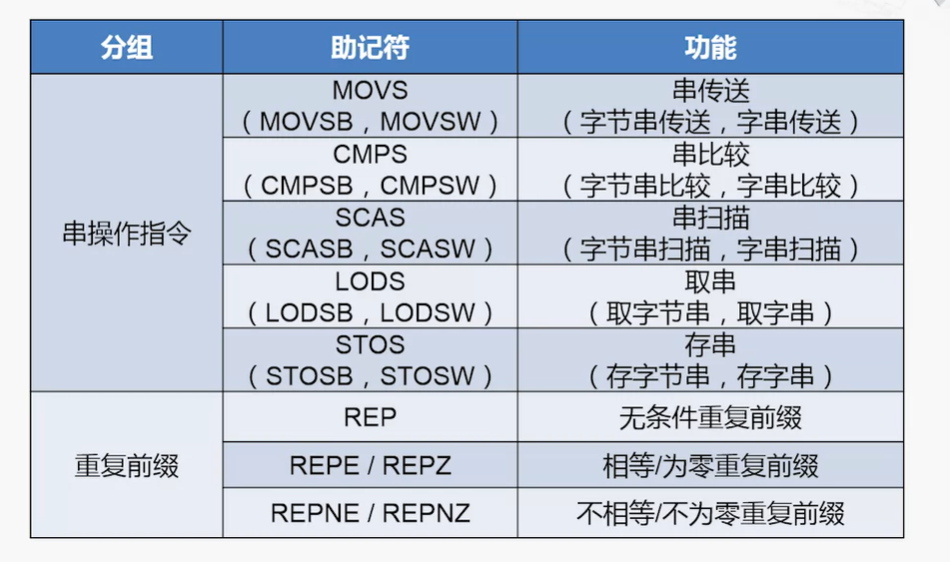 分组 助记符 功能
串操作指令
MOVS 串传送
（MOVSB，MOVSW） （字节串传送，字串传送）
CMPS 串比较
（CMPSB，CMPSW） （字节串比较，字串比较）
SCAS 串扫描
（SCASB，SCASW） （字节串扫描，字串扫描）
LODS 取串
（LODSB，LODSW） （取字节串，取字串）
STOS 存串
（STOSB，STOSW） （存字节串，存字串）
重复前缀
REP 无条件重复前缀
REPE / REPZ 相等/为零重复前缀
REPNE / REPNZ 不相等/不为零重复前缀